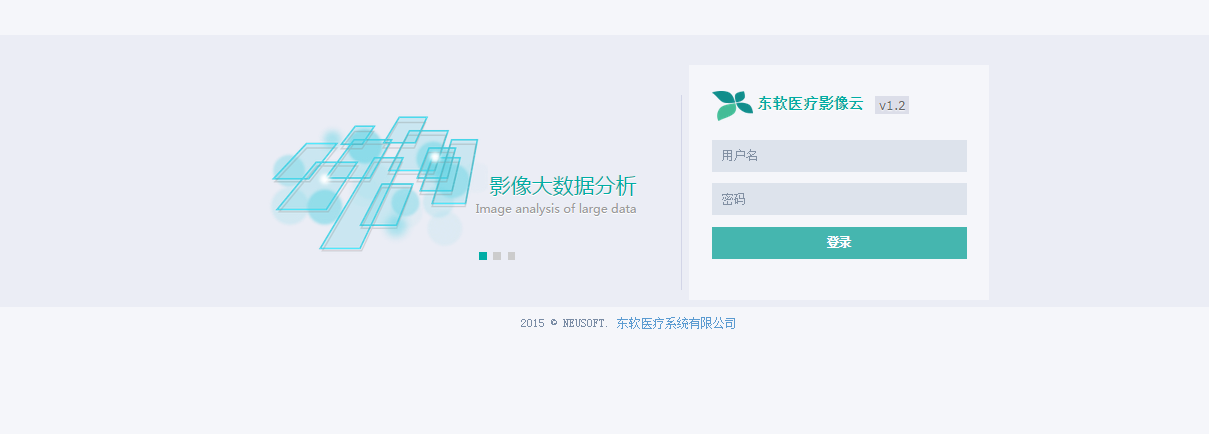 东软医疗影像云 v1.2
用户名
密码
登录
影像大数据分析
Image analysis of large data
2015 © NEUSOFT. 东软医疗系统有限公司